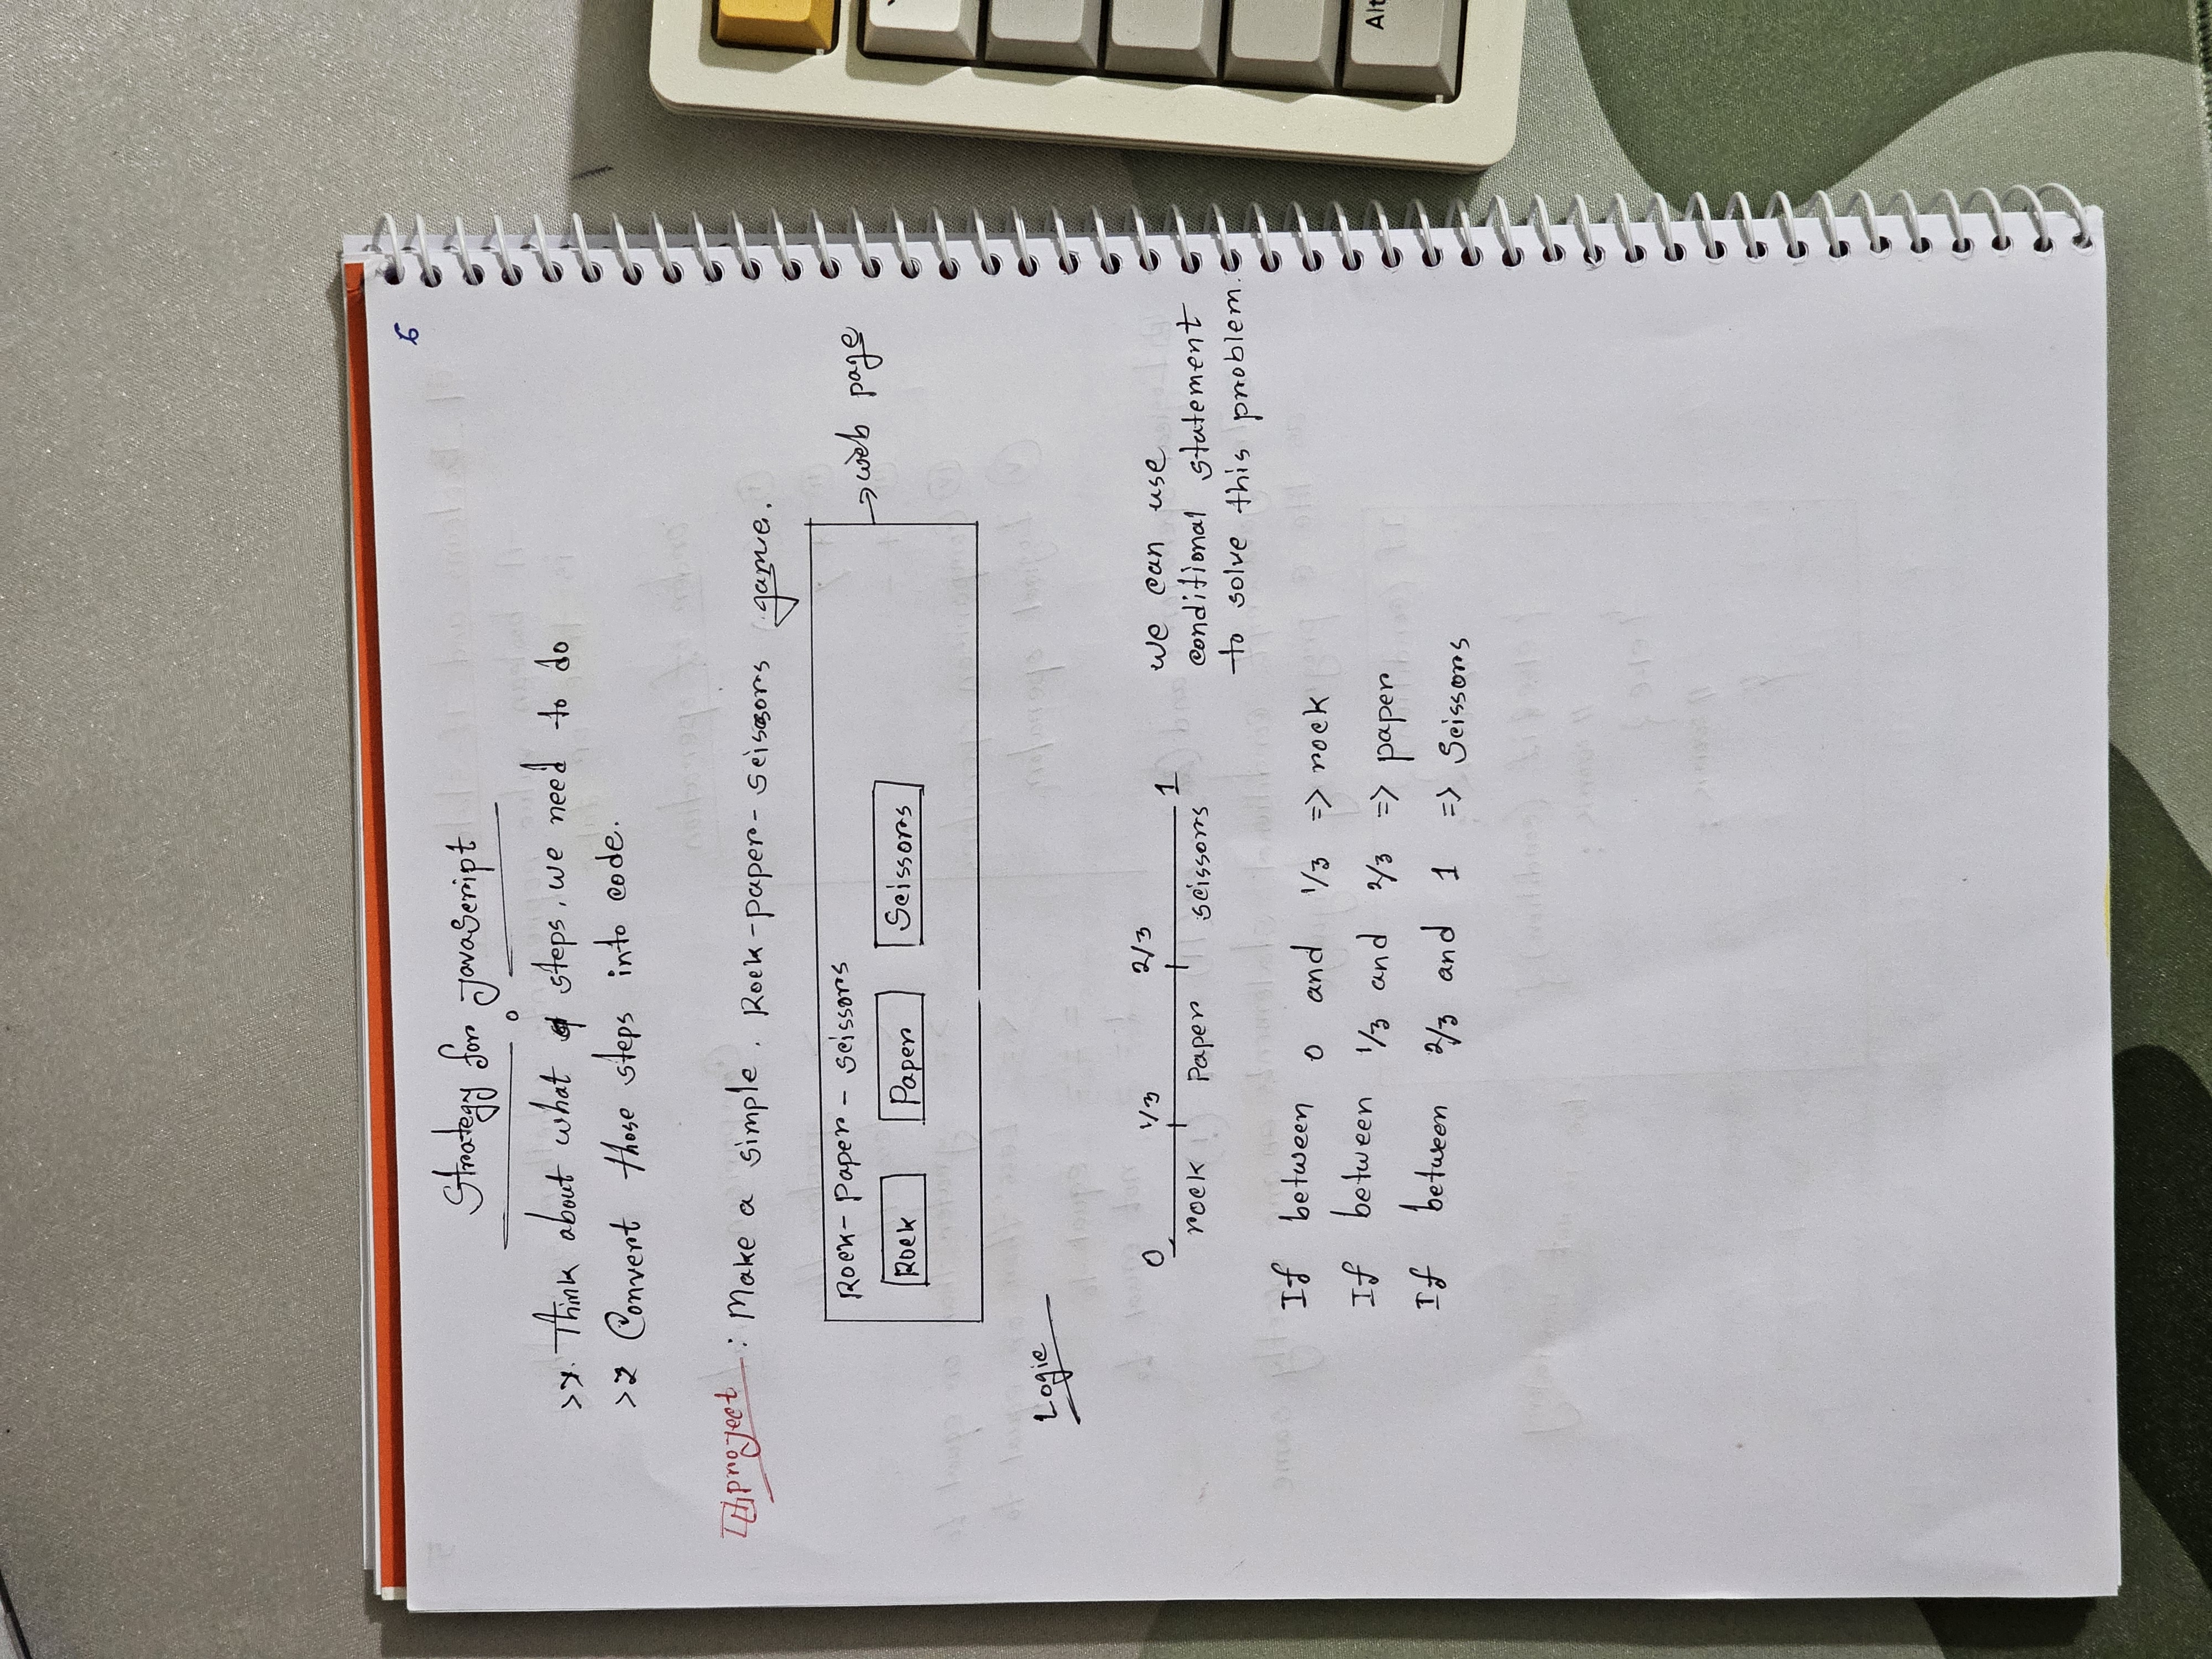 6
Strategy for JavaScript
>1. Think about what steps, we need to do
>2 Convert those steps into code.
project : Make a simple. Rock-paper-scissors game.
Rock-Paper-scissors
Rock Paper Scissors
→ web page
Logic
0 1/3 2/3 1
rock Paper scissors
we can use
conditional statement
to solve this problem.
If between 0 and 1/3 => rock
If between 1/3 and 2/3 => paper
If between 2/3 and 1 => Scissors
Alt